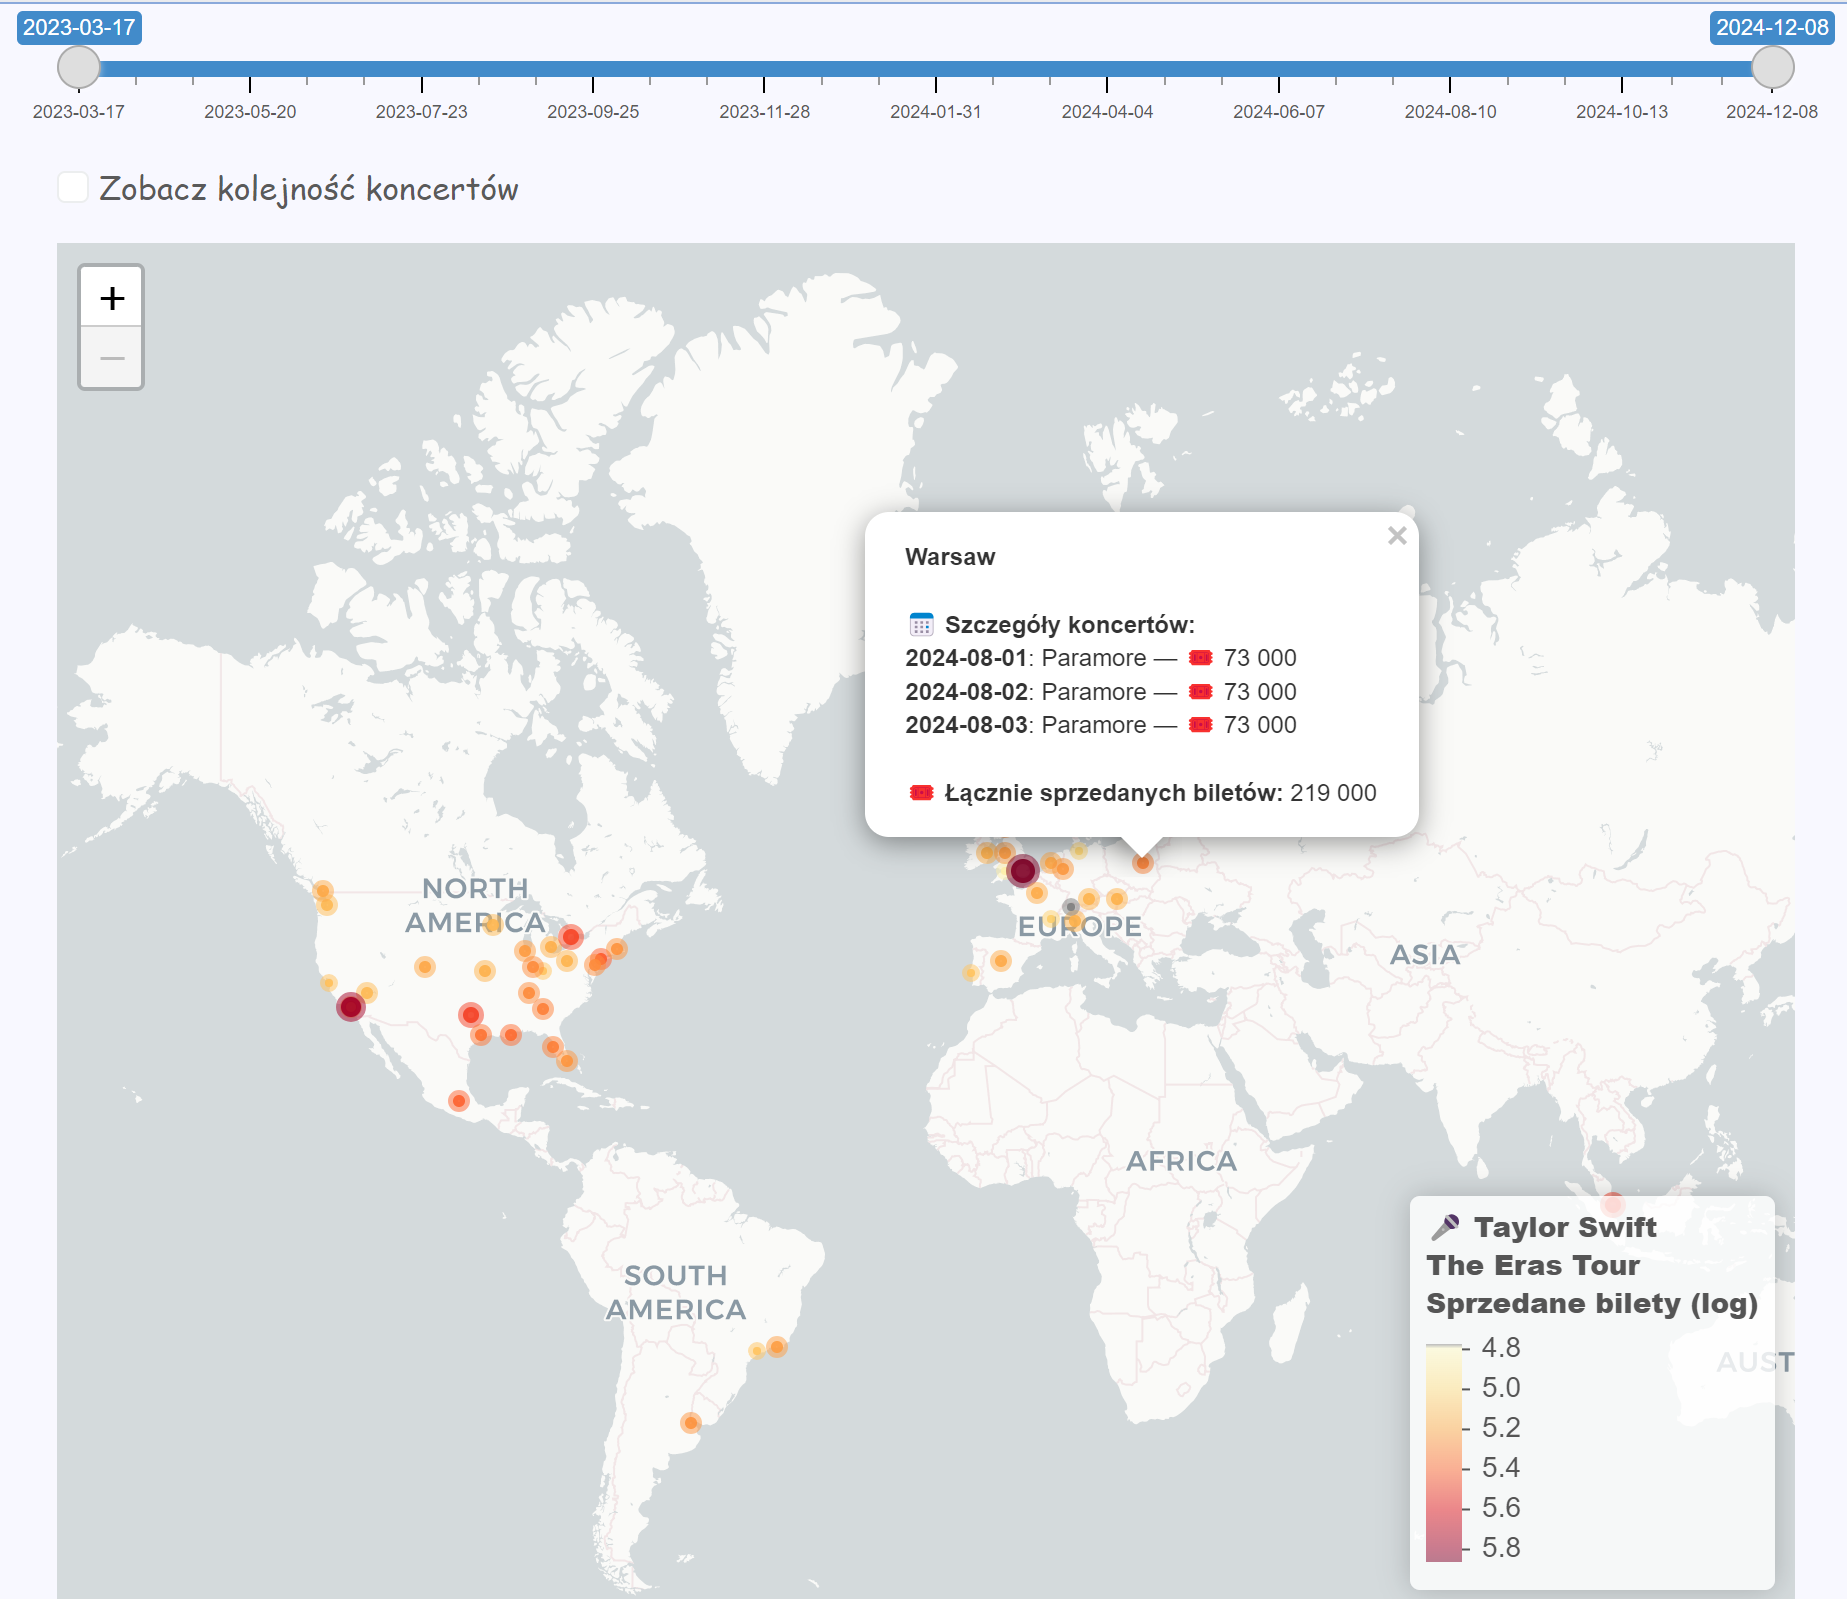 2023-03-17 2024-12-08
2023-03-17 2023-05-20 2023-07-23 2023-09-25 2023-11-28 2024-01-31 2024-04-04 2024-06-07 2024-08-10 2024-10-13 2024-12-08
Zobacz kolejność koncertów
+
−
Warsaw
×
Szczegóły koncertów:
2024-08-01: Paramore — 73 000
2024-08-02: Paramore — 73 000
2024-08-03: Paramore — 73 000
Łącznie sprzedanych biletów: 219 000
NORTH
AMERICA
EUROPE
ASIA
AFRICA
SOUTH
AMERICA
AUST
Taylor Swift
The Eras Tour
Sprzedane bilety (log)
4.8
5.0
5.2
5.4
5.6
5.8